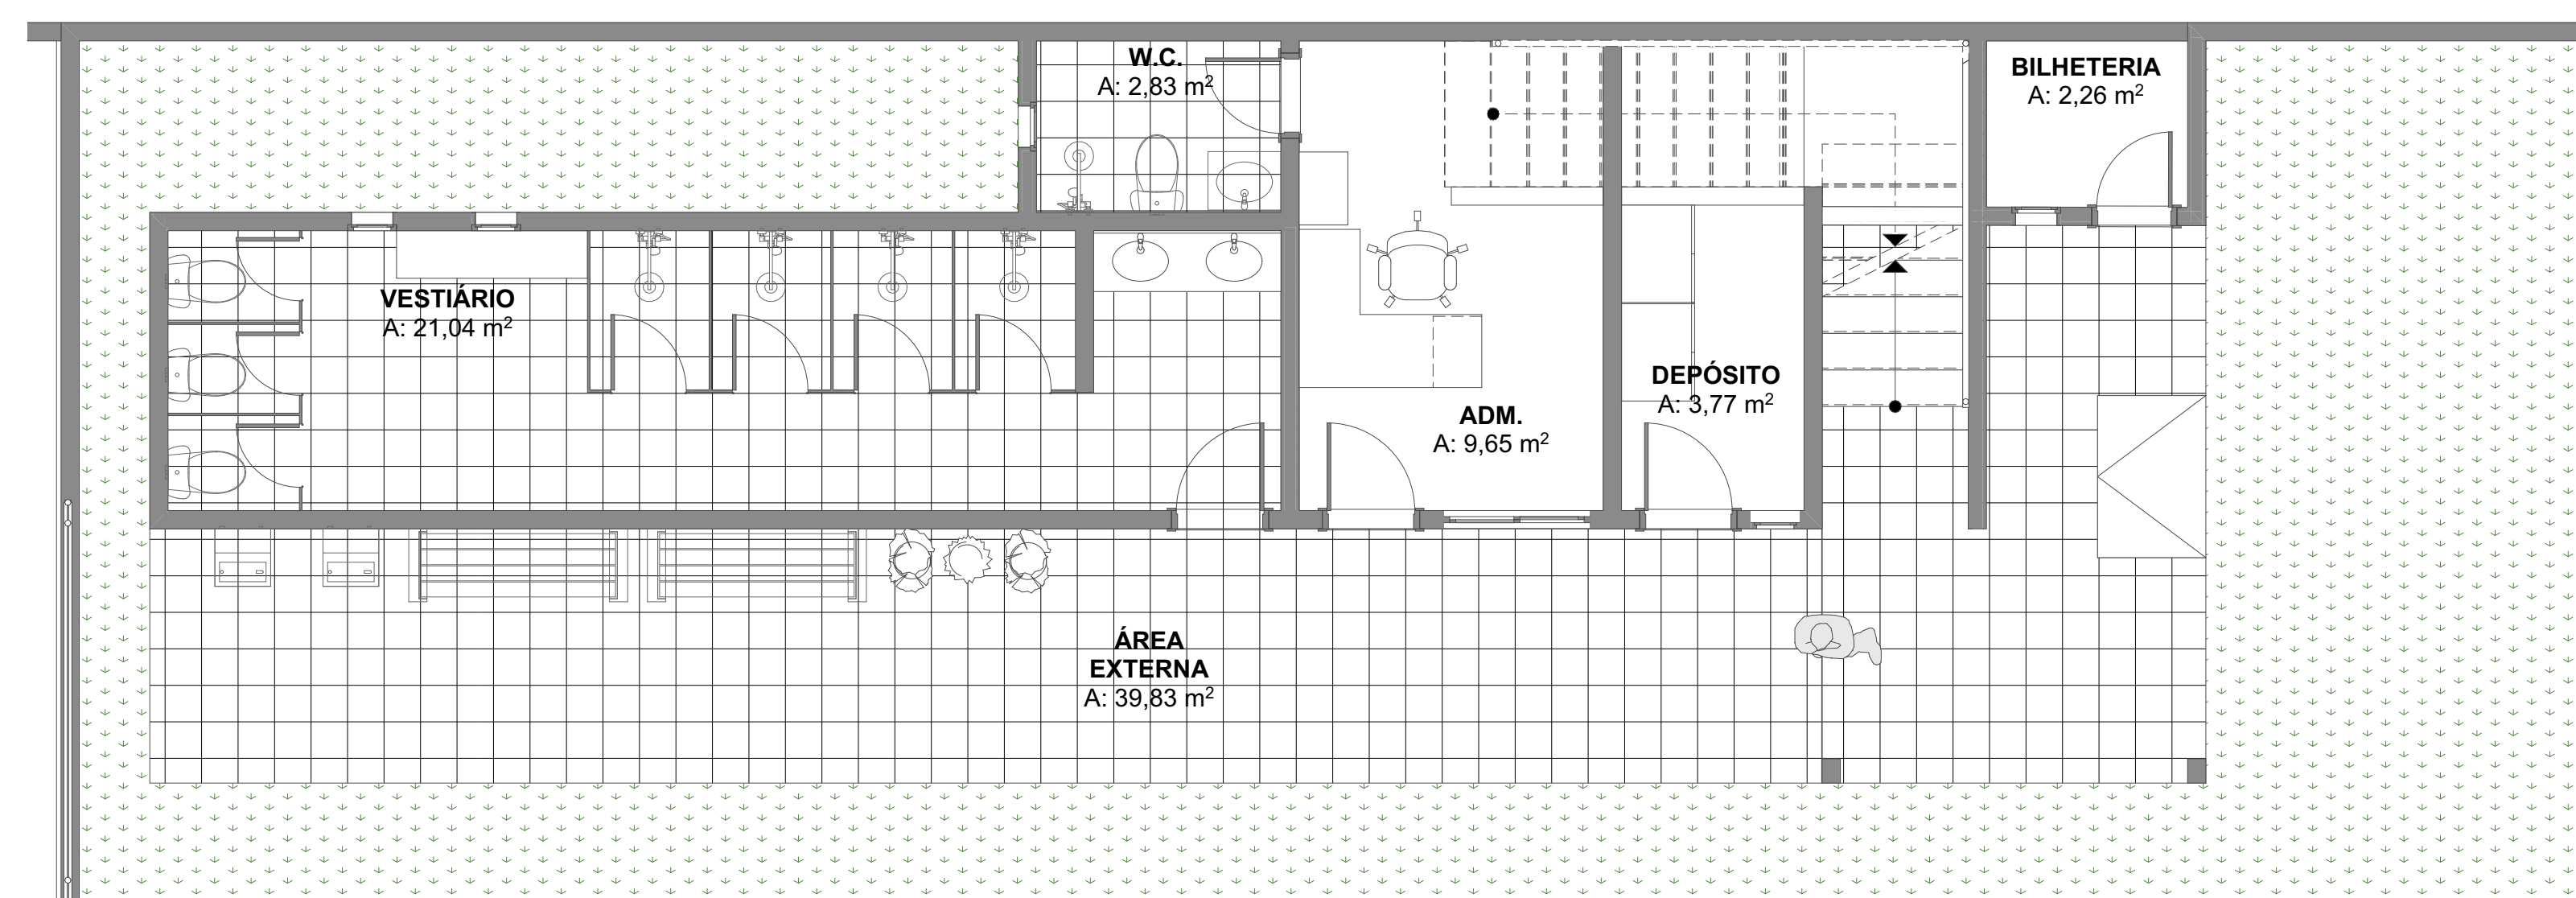 W.C.
A: 2,83 m²
BILHETERIA
A: 2,26 m²
VESTIÁRIO
A: 21,04 m²
DEPÓSITO
A: 3,77 m²
ADM.
A: 9,65 m²
ÁREA
EXTERNA
A: 39,83 m²